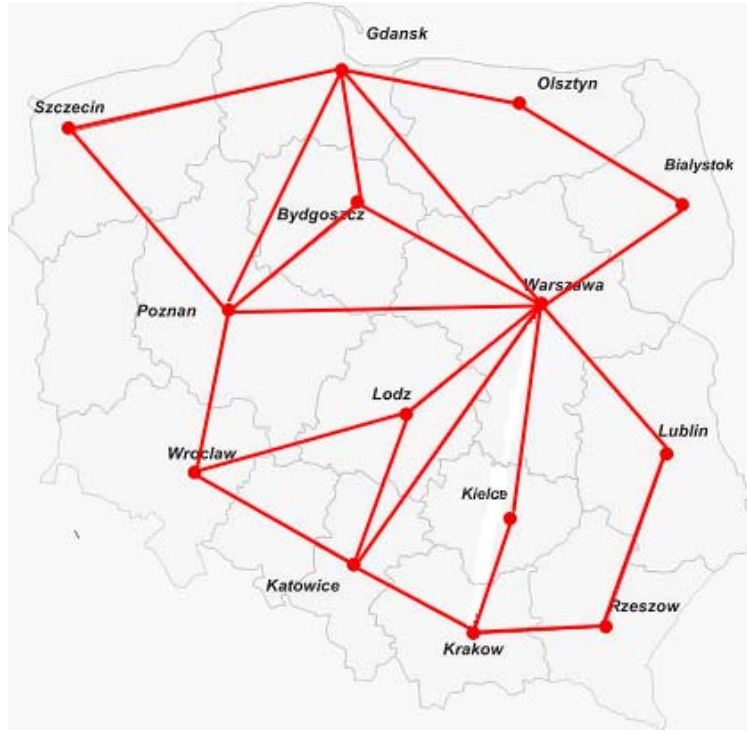 Gdansk
Olsztyn
Szczecin
Bialystok
Bydgoszcz
Warszawa
Poznan
Lodz
Lublin
Wroclaw
Kielce
Katowice
Rzeszow
Krakow